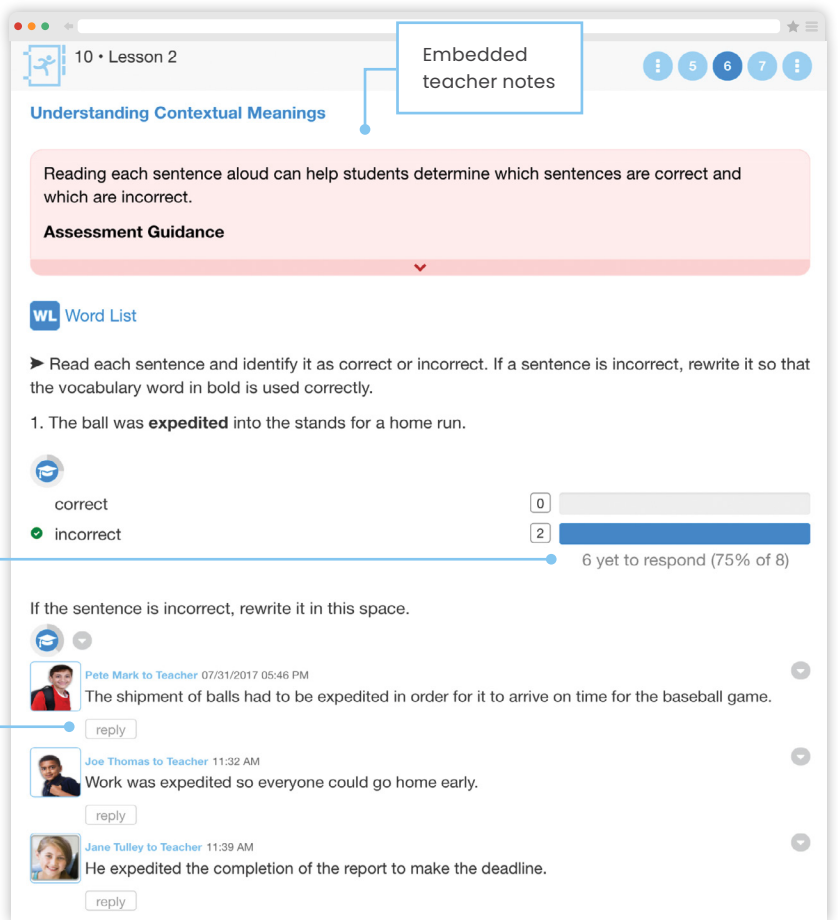 10 • Lesson 2
Embedded
teacher notes
5 6 7
Understanding Contextual Meanings
Reading each sentence aloud can help students determine which sentences are correct and
which are incorrect.
Assessment Guidance
WL Word List
➤ Read each sentence and identify it as correct or incorrect. If a sentence is incorrect, rewrite it so that
the vocabulary word in bold is used correctly.
1. The ball was expedited into the stands for a home run.
correct 0
incorrect 2
6 yet to respond (75% of 8)
If the sentence is incorrect, rewrite it in this space.
Pete Mark to Teacher 07/31/2017 05:46 PM
The shipment of balls had to be expedited in order for it to arrive on time for the baseball game.
reply
Joe Thomas to Teacher 11:32 AM
Work was expedited so everyone could go home early.
reply
Jane Tulley to Teacher 11:39 AM
He expedited the completion of the report to make the deadline.
reply